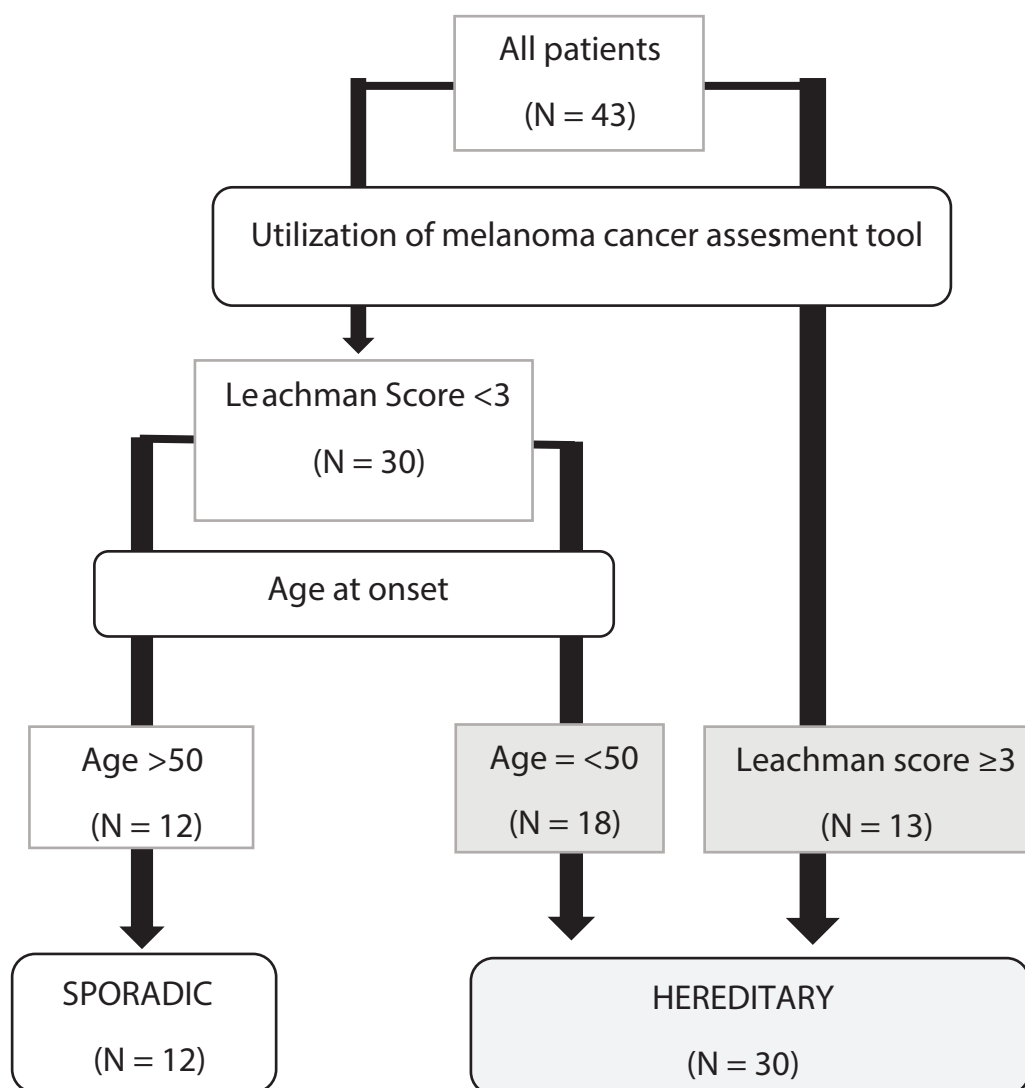 All patients
(N = 43)
Utilization of melanoma cancer assesment tool
Leachman Score <3
(N = 30)
Age at onset
Age >50
(N = 12)
Age = <50
(N = 18)
Leachman score ≥3
(N = 13)
SPORADIC
(N = 12)
HEREDITARY
(N = 30)